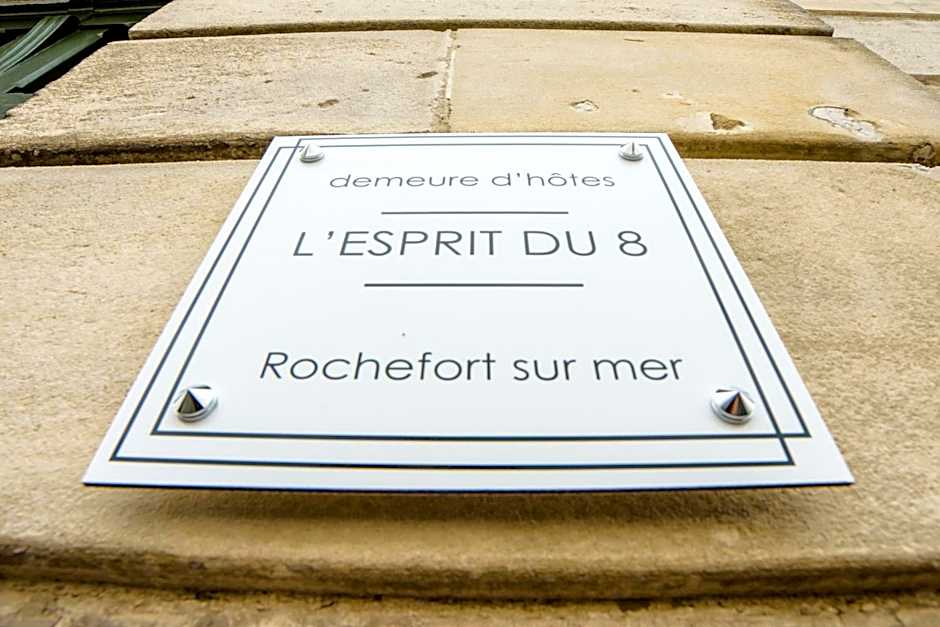 demeure d'hôtes
L'ESPRIT DU 8
Rochefort sur mer